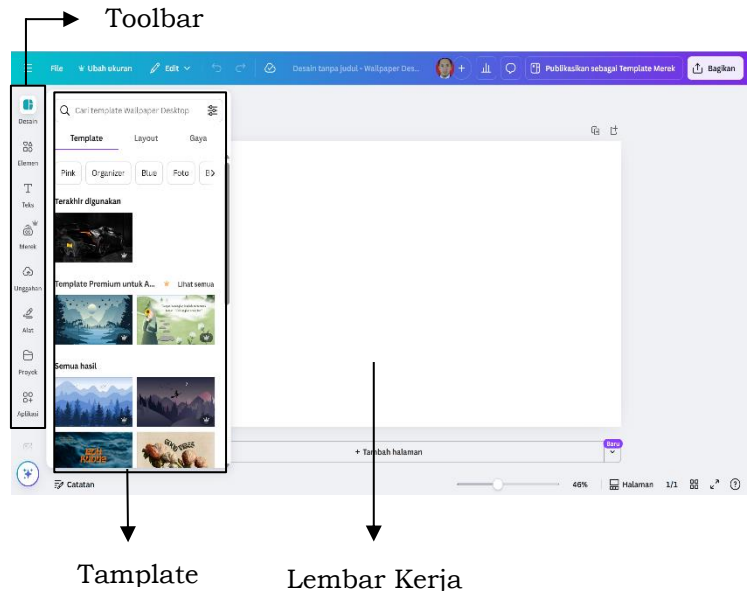 Toolbar
File
Ubah ukuran
Edit
Desain tanpa judul - Wallpaper Des...
+
Publikasikan sebagai Template Merek
Bagikan
Desain
Elemen
Teks
Merek
Unggahan
Alat
Proyek
Aplikasi
Cari template Wallpaper Desktop
Template Layout Gaya
Pink Organizer Blue Foto
Terakhir digunakan
Template Premium untuk A... Lihat semua
Semua hasil
GOOD VIBES
+ Tambah halaman
Baru
Catatan
46% Halaman 1/1
Tamplate
Lembar Kerja